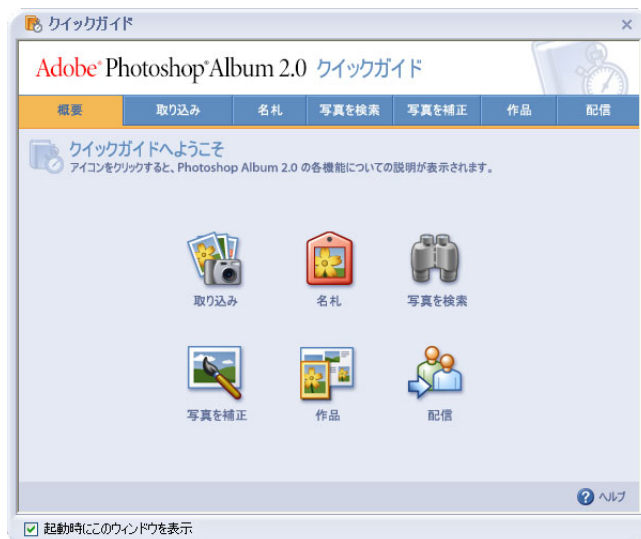 クイックガイド
Adobe® Photoshop® Album 2.0 クイックガイド
概要 取り込み 名札 写真を検索 写真を補正 作品 配信
クイックガイドへようこそ
アイコンをクリックすると、Photoshop Album 2.0 の各機能についての説明が表示されます。
取り込み 名札 写真を検索
写真を補正 作品 配信
ヘルプ
起動時にこのウィンドウを表示